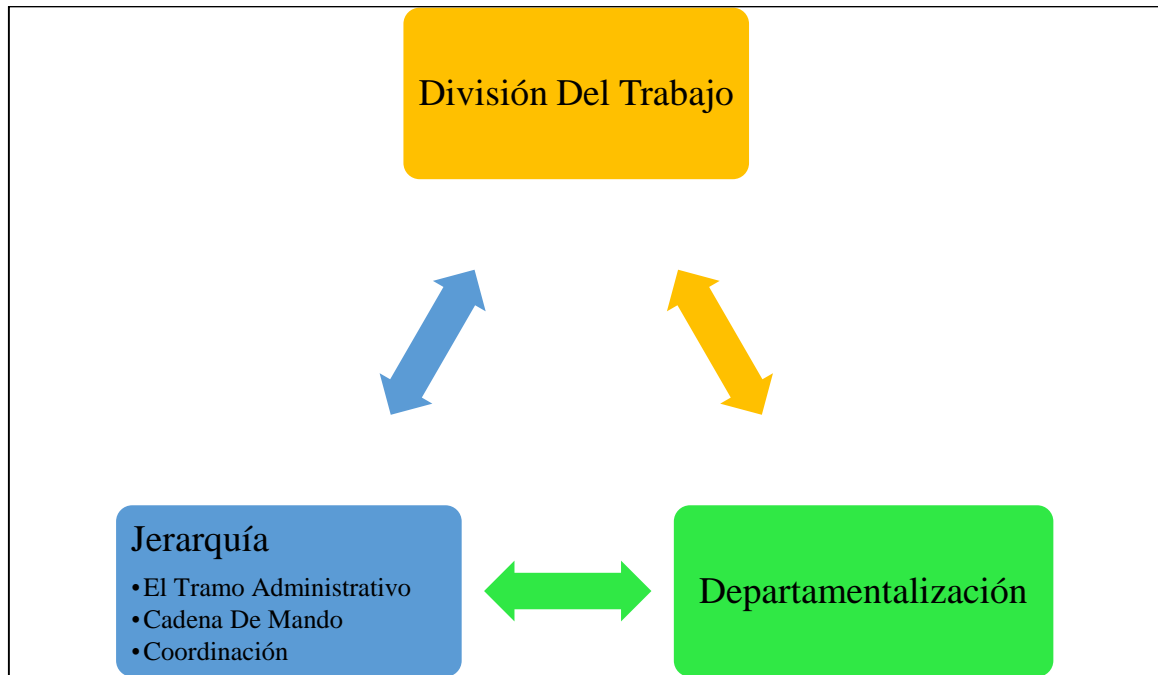 División Del Trabajo
Jerarquía
•El Tramo Administrativo
•Cadena De Mando
•Coordinación
Departamentalización